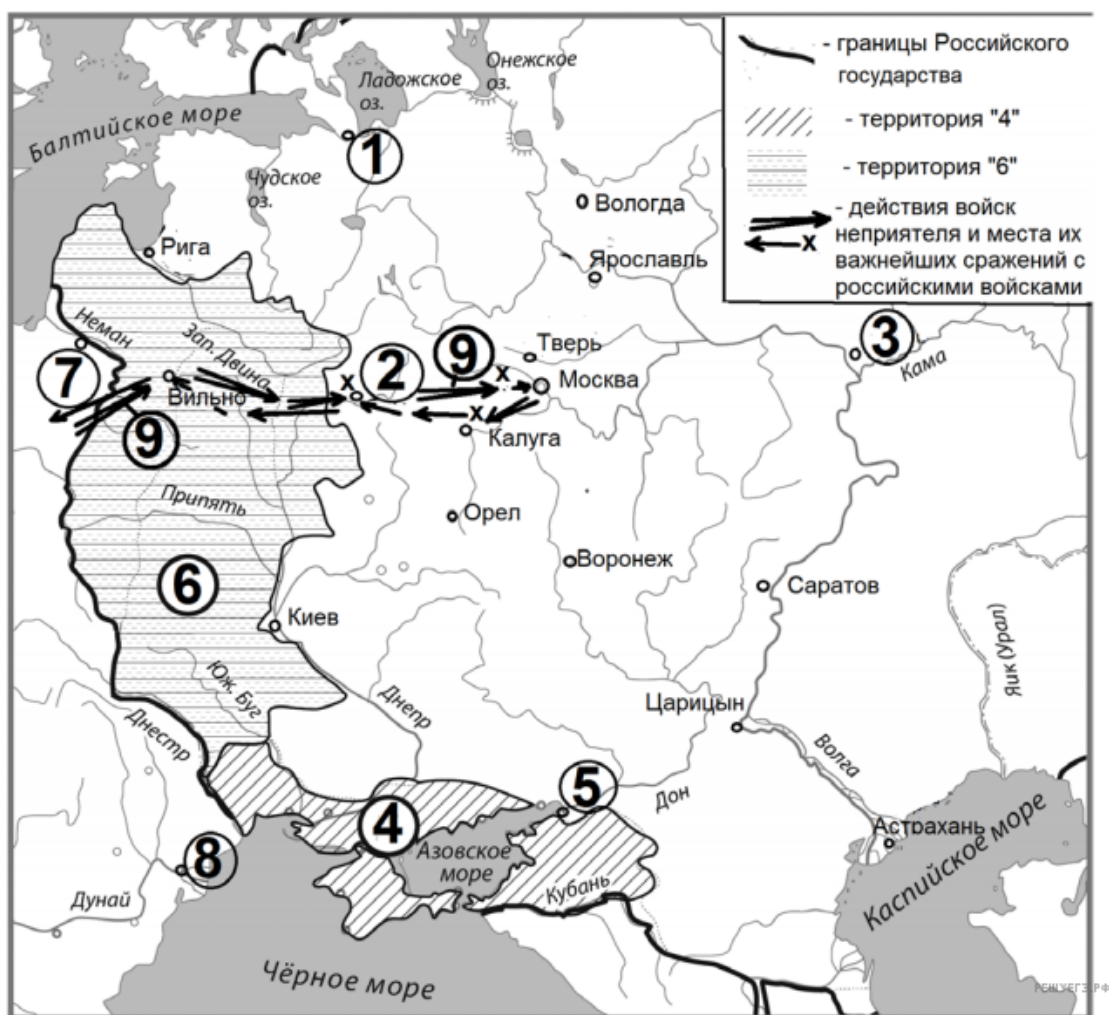 - границы Российского
государства
- территория "4"
- территория "6"
- действия войск
неприятеля и места их
важнейших сражений с
российскими войсками
x
Онежское
оз.
Ладожское
оз.
Балтийское море
1
Чудское
оз.
Вологда
Рига
Ярославль
Неман
Зап. Двина
Тверь
3
Кама
7
Вильно
x
2
9
x
Москва
9
x
Калуга
Припять
Орел
Воронеж
6
Саратов
Киев
Яик (Урал)
Юж. Буг
Днепр
Царицын
Днестр
Волга
5
Дон
4
Азовское
море
Астрахань
8
Дунай
Кубань
Каспийское море
Чёрное море
РЕШУЕГЭ.РФ